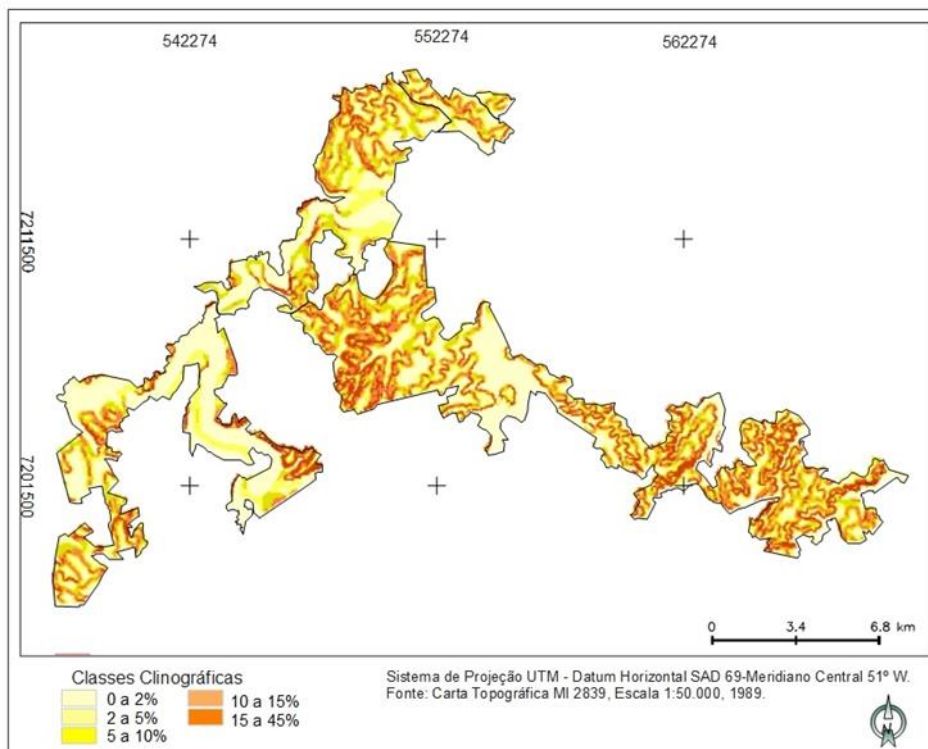 542274
552274
562274
7211500
7201500
0 3.4 6.8 km
Classes Clinográficas
0 a 2%
2 a 5%
5 a 10%
10 a 15%
15 a 45%
Sistema de Projeção UTM - Datum Horizontal SAD 69-Meridiano Central 51º W.
Fonte: Carta Topográfica MI 2839, Escala 1:50.000, 1989.
N